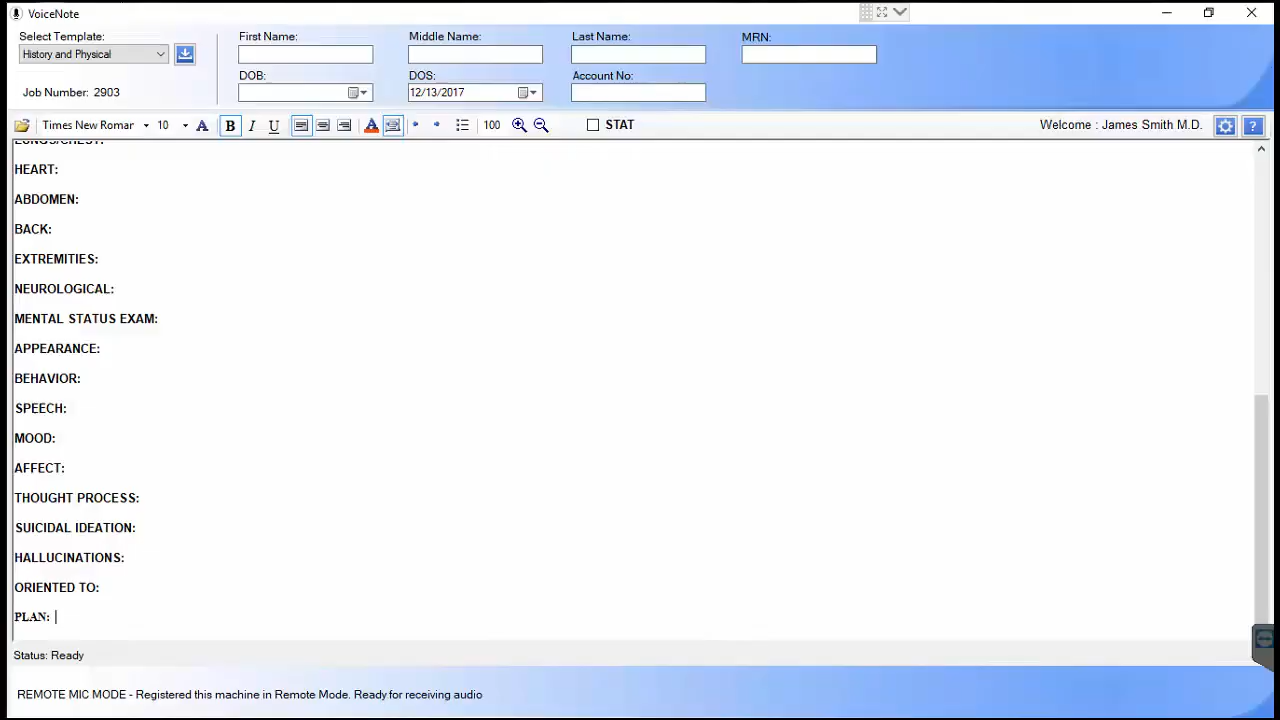 VoiceNote
Select Template: First Name: Middle Name: Last Name: MRN:
History and Physical
DOB: DOS: Account No:
Job Number: 2903 12/13/2017
Times New Romar 10 A B I U A 100 STAT Welcome : James Smith M.D. ?
LUNGS/CHEST:
HEART:
ABDOMEN:
BACK:
EXTREMITIES:
NEUROLOGICAL:
MENTAL STATUS EXAM:
APPEARANCE:
BEHAVIOR:
SPEECH:
MOOD:
AFFECT:
THOUGHT PROCESS:
SUICIDAL IDEATION:
HALLUCINATIONS:
ORIENTED TO:
PLAN:
Status: Ready
REMOTE MIC MODE - Registered this machine in Remote Mode. Ready for receiving audio